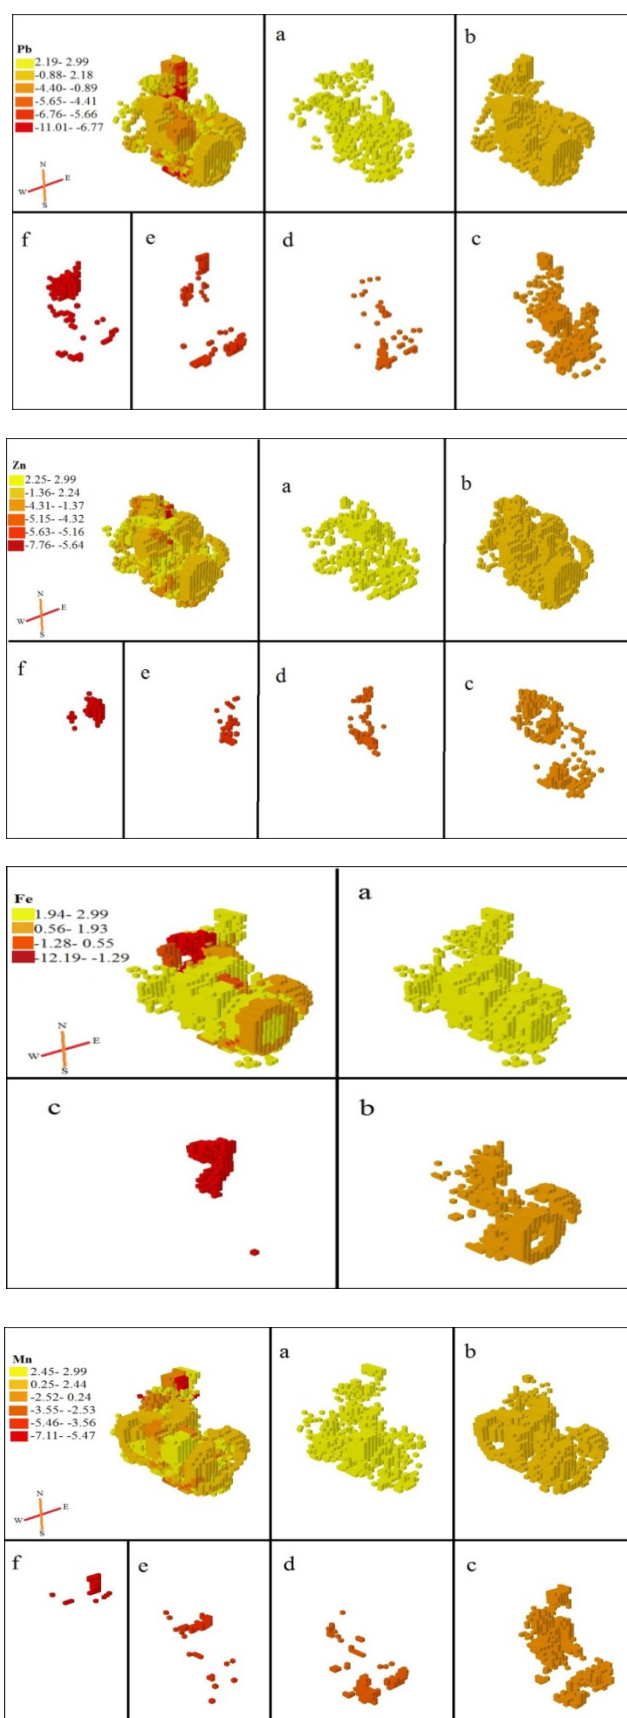 Pb
2.19- 2.99
-0.88- 2.18
-4.40- -0.89
-5.65- -4.41
-6.76- -5.66
-11.01- -6.77
N
W E
S
a
b
f
e
d
c
Zn
2.25- 2.99
-1.36- 2.24
-4.31- -1.37
-5.15- -4.32
-5.63- -5.16
-7.76- -5.64
N
W E
S
a
b
f
e
d
c
Fe
1.94- 2.99
0.56- 1.93
-1.28- 0.55
-12.19- -1.29
N
W E
S
a
c
b
Mn
2.45- 2.99
0.25- 2.44
-2.52- 0.24
-3.55- -2.53
-5.46- -3.56
-7.11- -5.47
N
W E
S
a
b
f
e
d
c